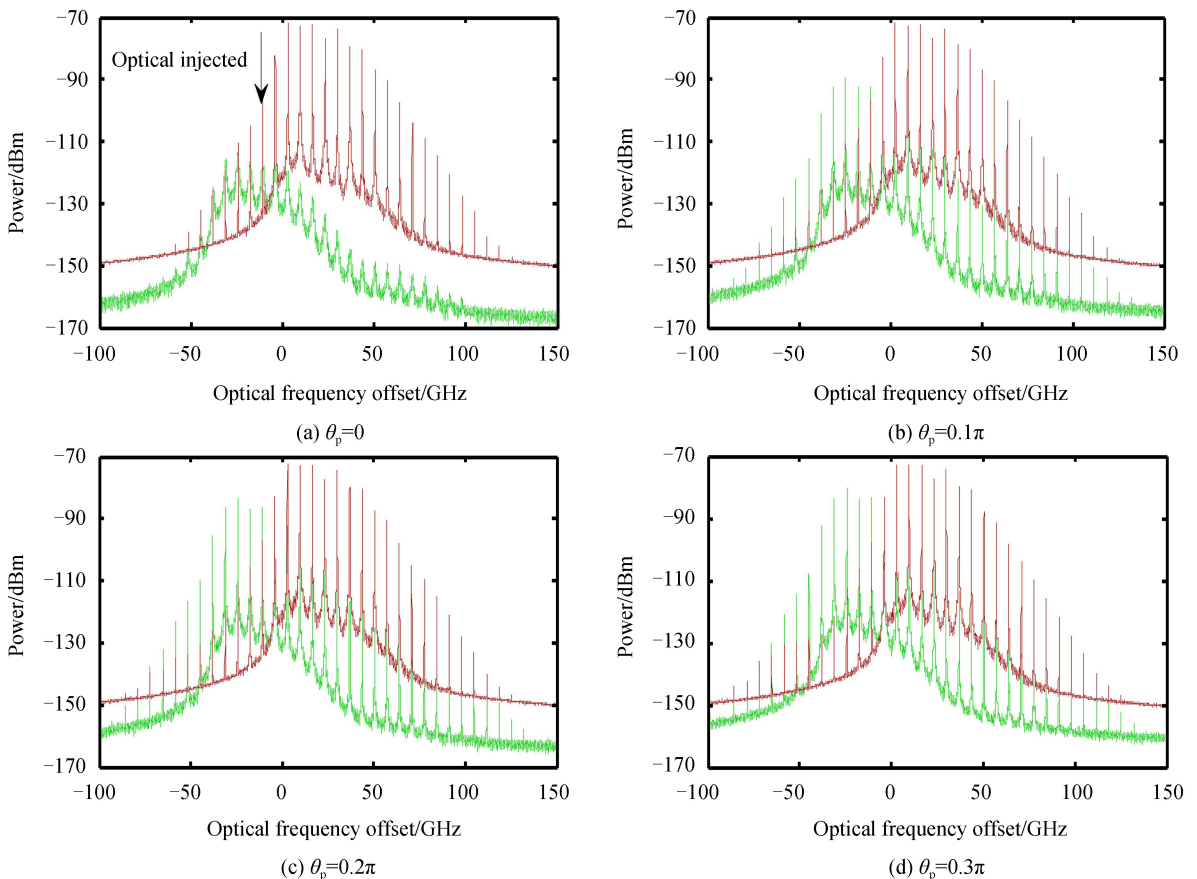 −70
−90
−110
−130
−150
−170
Power/dBm
Optical injected
−100 −50 0 50 100 150
Optical frequency offset/GHz
(a) θp=0
−70
−90
−110
−130
−150
−170
Power/dBm
−100 −50 0 50 100 150
Optical frequency offset/GHz
(b) θp=0.1π
−70
−90
−110
−130
−150
−170
Power/dBm
−100 −50 0 50 100 150
Optical frequency offset/GHz
(c) θp=0.2π
−70
−90
−110
−130
−150
−170
Power/dBm
−100 −50 0 50 100 150
Optical frequency offset/GHz
(d) θp=0.3π